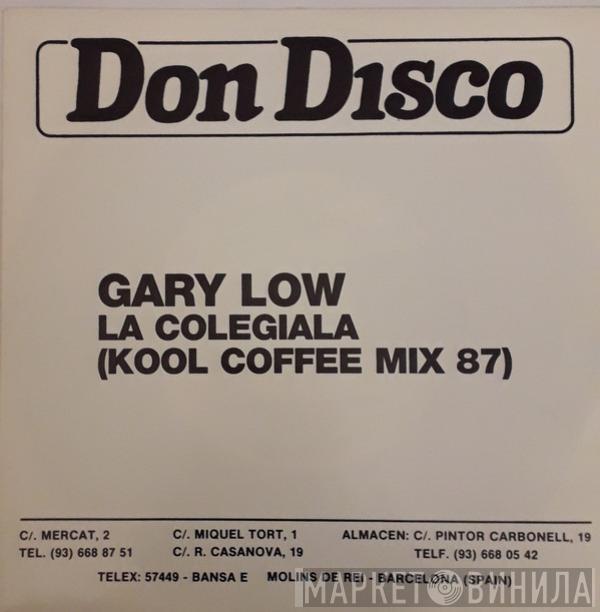 Don Disco
GARY LOW
LA COLEGIALA
(KOOL COFFEE MIX 87)
C/. MERCAT, 2 C/. MIQUEL TORT, 1 ALMACEN: C/. PINTOR CARBONELL, 19
TEL. (93) 668 87 51 C/. R. CASANOVA, 19 TELF. (93) 668 05 42
TELEX: 57449 - BANSA E MOLINS DE REI - BARCELONA (SPAIN)
МАРКЕТ ВИНИЛА